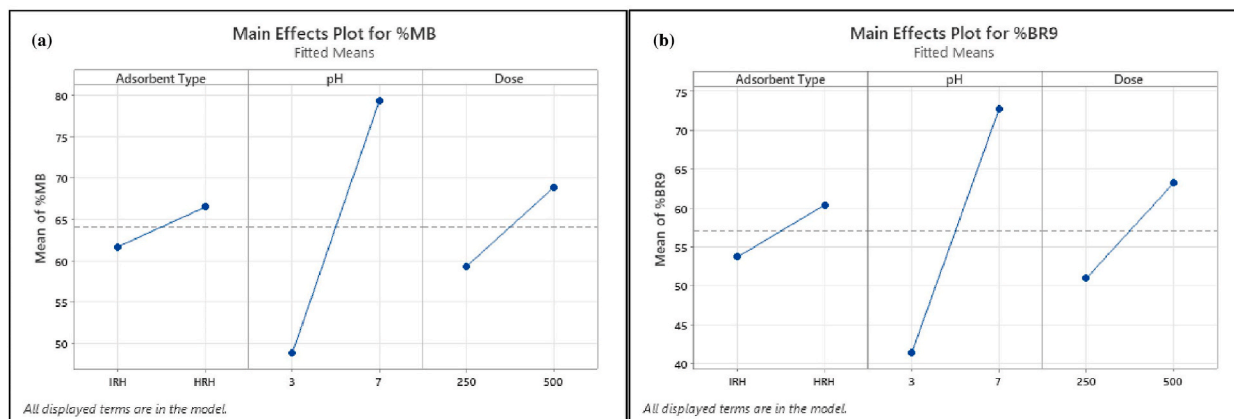 (a)
Main Effects Plot for %MB
Fitted Means
Adsorbent Type pH Dose
Mean of %MB
80
75
70
65
60
55
50
IRH HRH 3 7 250 500
All displayed terms are in the model.
(b)
Main Effects Plot for %BR9
Fitted Means
Adsorbent Type pH Dose
Mean of %BR9
75
70
65
60
55
50
45
40
IRH HRH 3 7 250 500
All displayed terms are in the model.